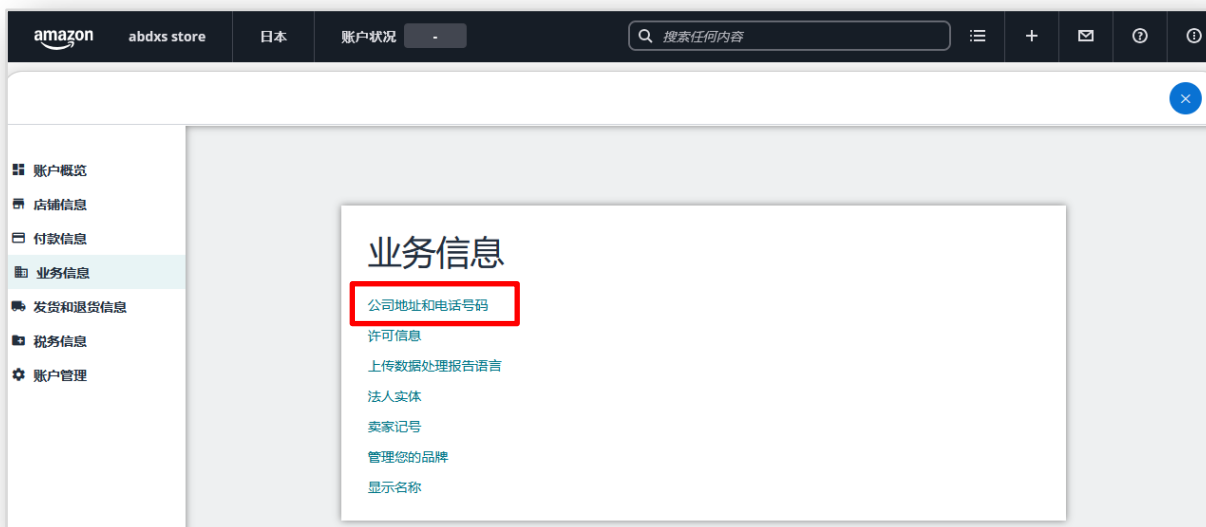 amazon abdxs store 日本 账户状况 - 搜索任何内容
账户概览
店铺信息
付款信息
业务信息
发货和退货信息
税务信息
账户管理
业务信息
公司地址和电话号码
许可信息
上传数据处理报告语言
法人实体
卖家记号
管理您的品牌
显示名称